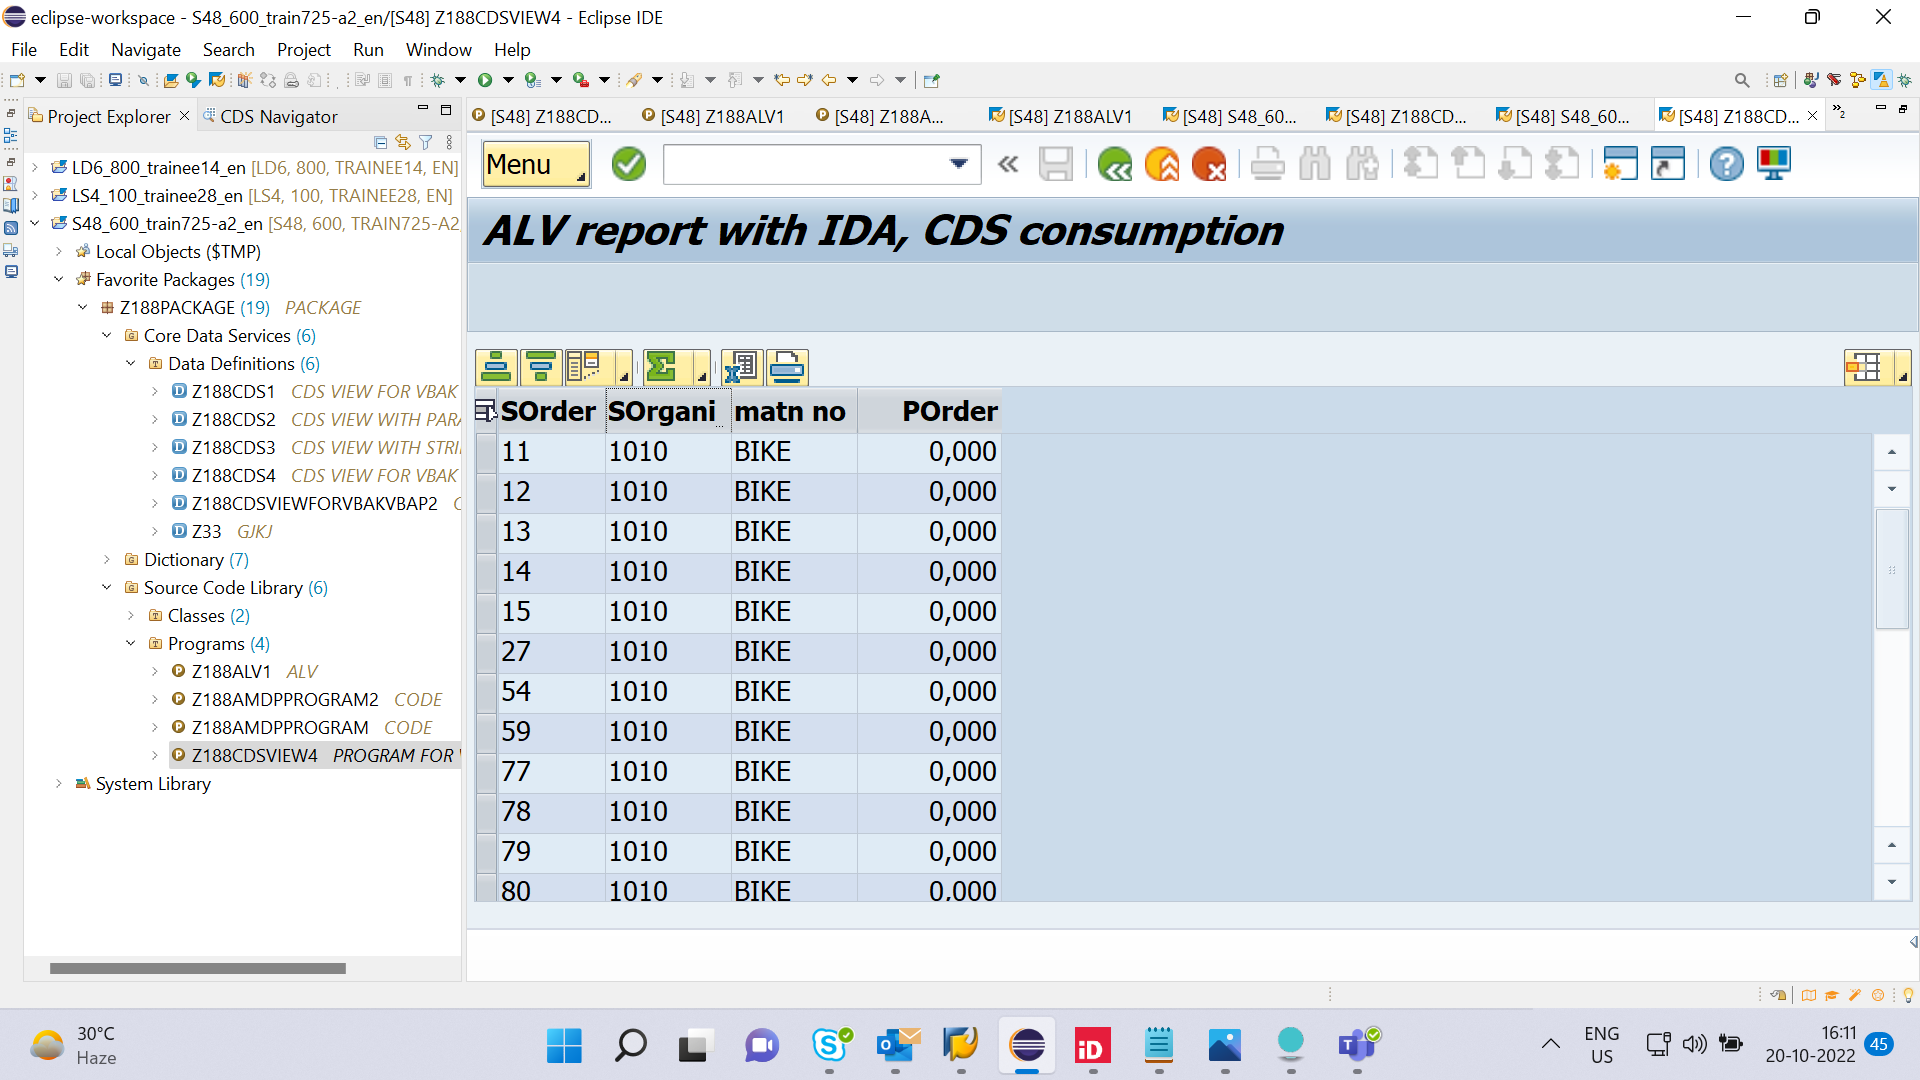 eclipse-workspace - S48_600_train725-a2_en/[S48] Z188CDSVIEW4 - Eclipse IDE
File Edit Navigate Search Project Run Window Help
Project Explorer CDS Navigator
[S48] Z188CD... [S48] Z188ALV1 [S48] Z188A... [S48] Z188ALV1 [S48] S48_60... [S48] Z188CD... [S48] S48_60... [S48] Z188CD... 2
LD6_800_trainee14_en [LD6, 800, TRAINEE14, EN]
LS4_100_trainee28_en [LS4, 100, TRAINEE28, EN]
S48_600_train725-a2_en [S48, 600, TRAIN725-A2
Local Objects ($TMP)
Favorite Packages (19)
Z188PACKAGE (19) PACKAGE
Core Data Services (6)
Data Definitions (6)
Z188CDS1 CDS VIEW FOR VBAK
Z188CDS2 CDS VIEW WITH PARA
Z188CDS3 CDS VIEW WITH STRI
Z188CDS4 CDS VIEW FOR VBAK
Z188CDSVIEWFORVBAKVBAP2
Z33 GJKJ
Dictionary (7)
Source Code Library (6)
Classes (2)
Programs (4)
Z188ALV1 ALV
Z188AMDPPROGRAM2 CODE
Z188AMDPPROGRAM CODE
Z188CDSVIEW4 PROGRAM FOR
System Library
Menu
ALV report with IDA, CDS consumption
SOrder SOrgani... matn no POrder
11 1010 BIKE 0,000
12 1010 BIKE 0,000
13 1010 BIKE 0,000
14 1010 BIKE 0,000
15 1010 BIKE 0,000
27 1010 BIKE 0,000
54 1010 BIKE 0,000
59 1010 BIKE 0,000
77 1010 BIKE 0,000
78 1010 BIKE 0,000
79 1010 BIKE 0,000
80 1010 BIKE 0,000
30°C
Haze
ENG
US
16:11
20-10-2022
45